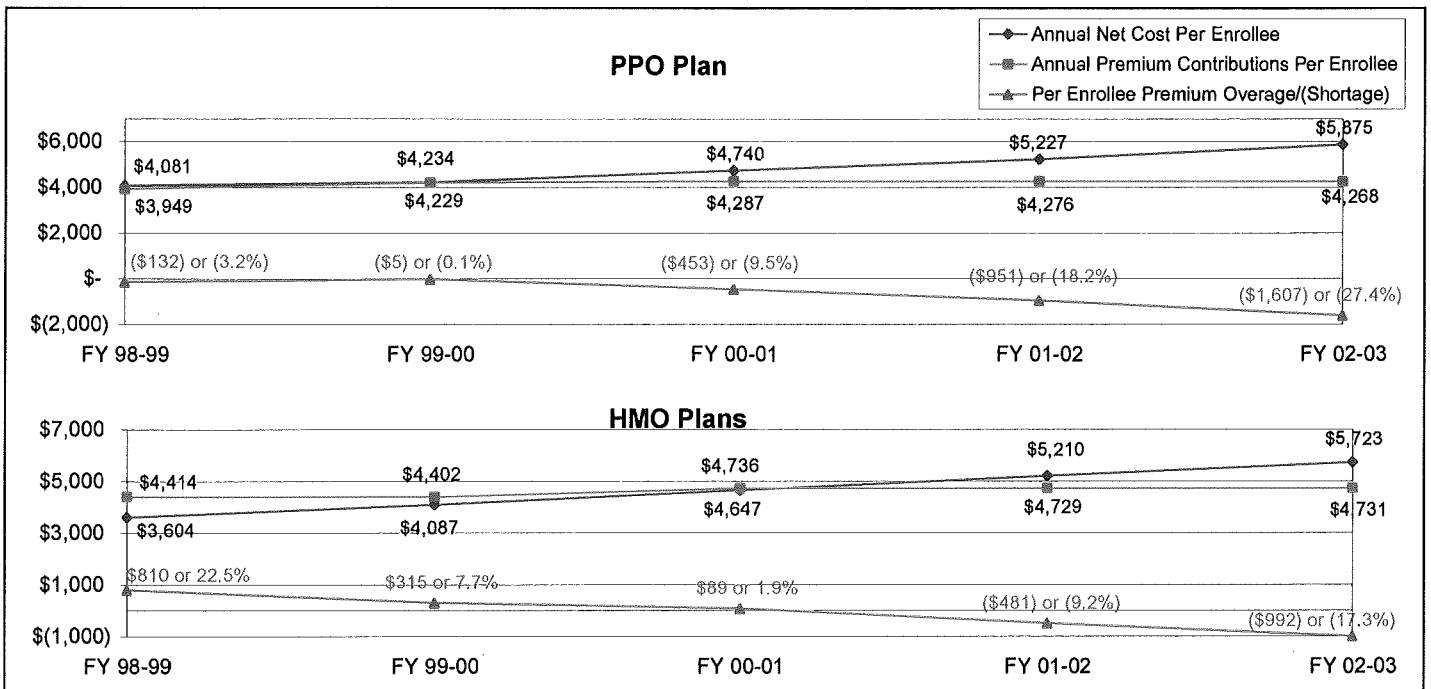 Annual Net Cost Per Enrollee
Annual Premium Contributions Per Enrollee
Per Enrollee Premium Overage/(Shortage)
PPO Plan
$6,000
$4,000
$2,000
$-
$(2,000)
$4,081
$4,234
$4,740
$5,227
$5,875
$3,949
$4,229
$4,287
$4,276
$4,268
($132) or (3.2%)
($5) or (0.1%)
($453) or (9.5%)
($951) or (18.2%)
($1,607) or (27.4%)
FY 98-99
FY 99-00
FY 00-01
FY 01-02
FY 02-03
HMO Plans
$7,000
$5,000
$3,000
$1,000
$(1,000)
$4,414
$4,402
$4,736
$5,210
$5,723
$3,604
$4,087
$4,647
$4,729
$4,731
$810 or 22.5%
$315 or 7.7%
$89 or 1.9%
($481) or (9.2%)
($992) or (17.3%)
FY 98-99
FY 99-00
FY 00-01
FY 01-02
FY 02-03